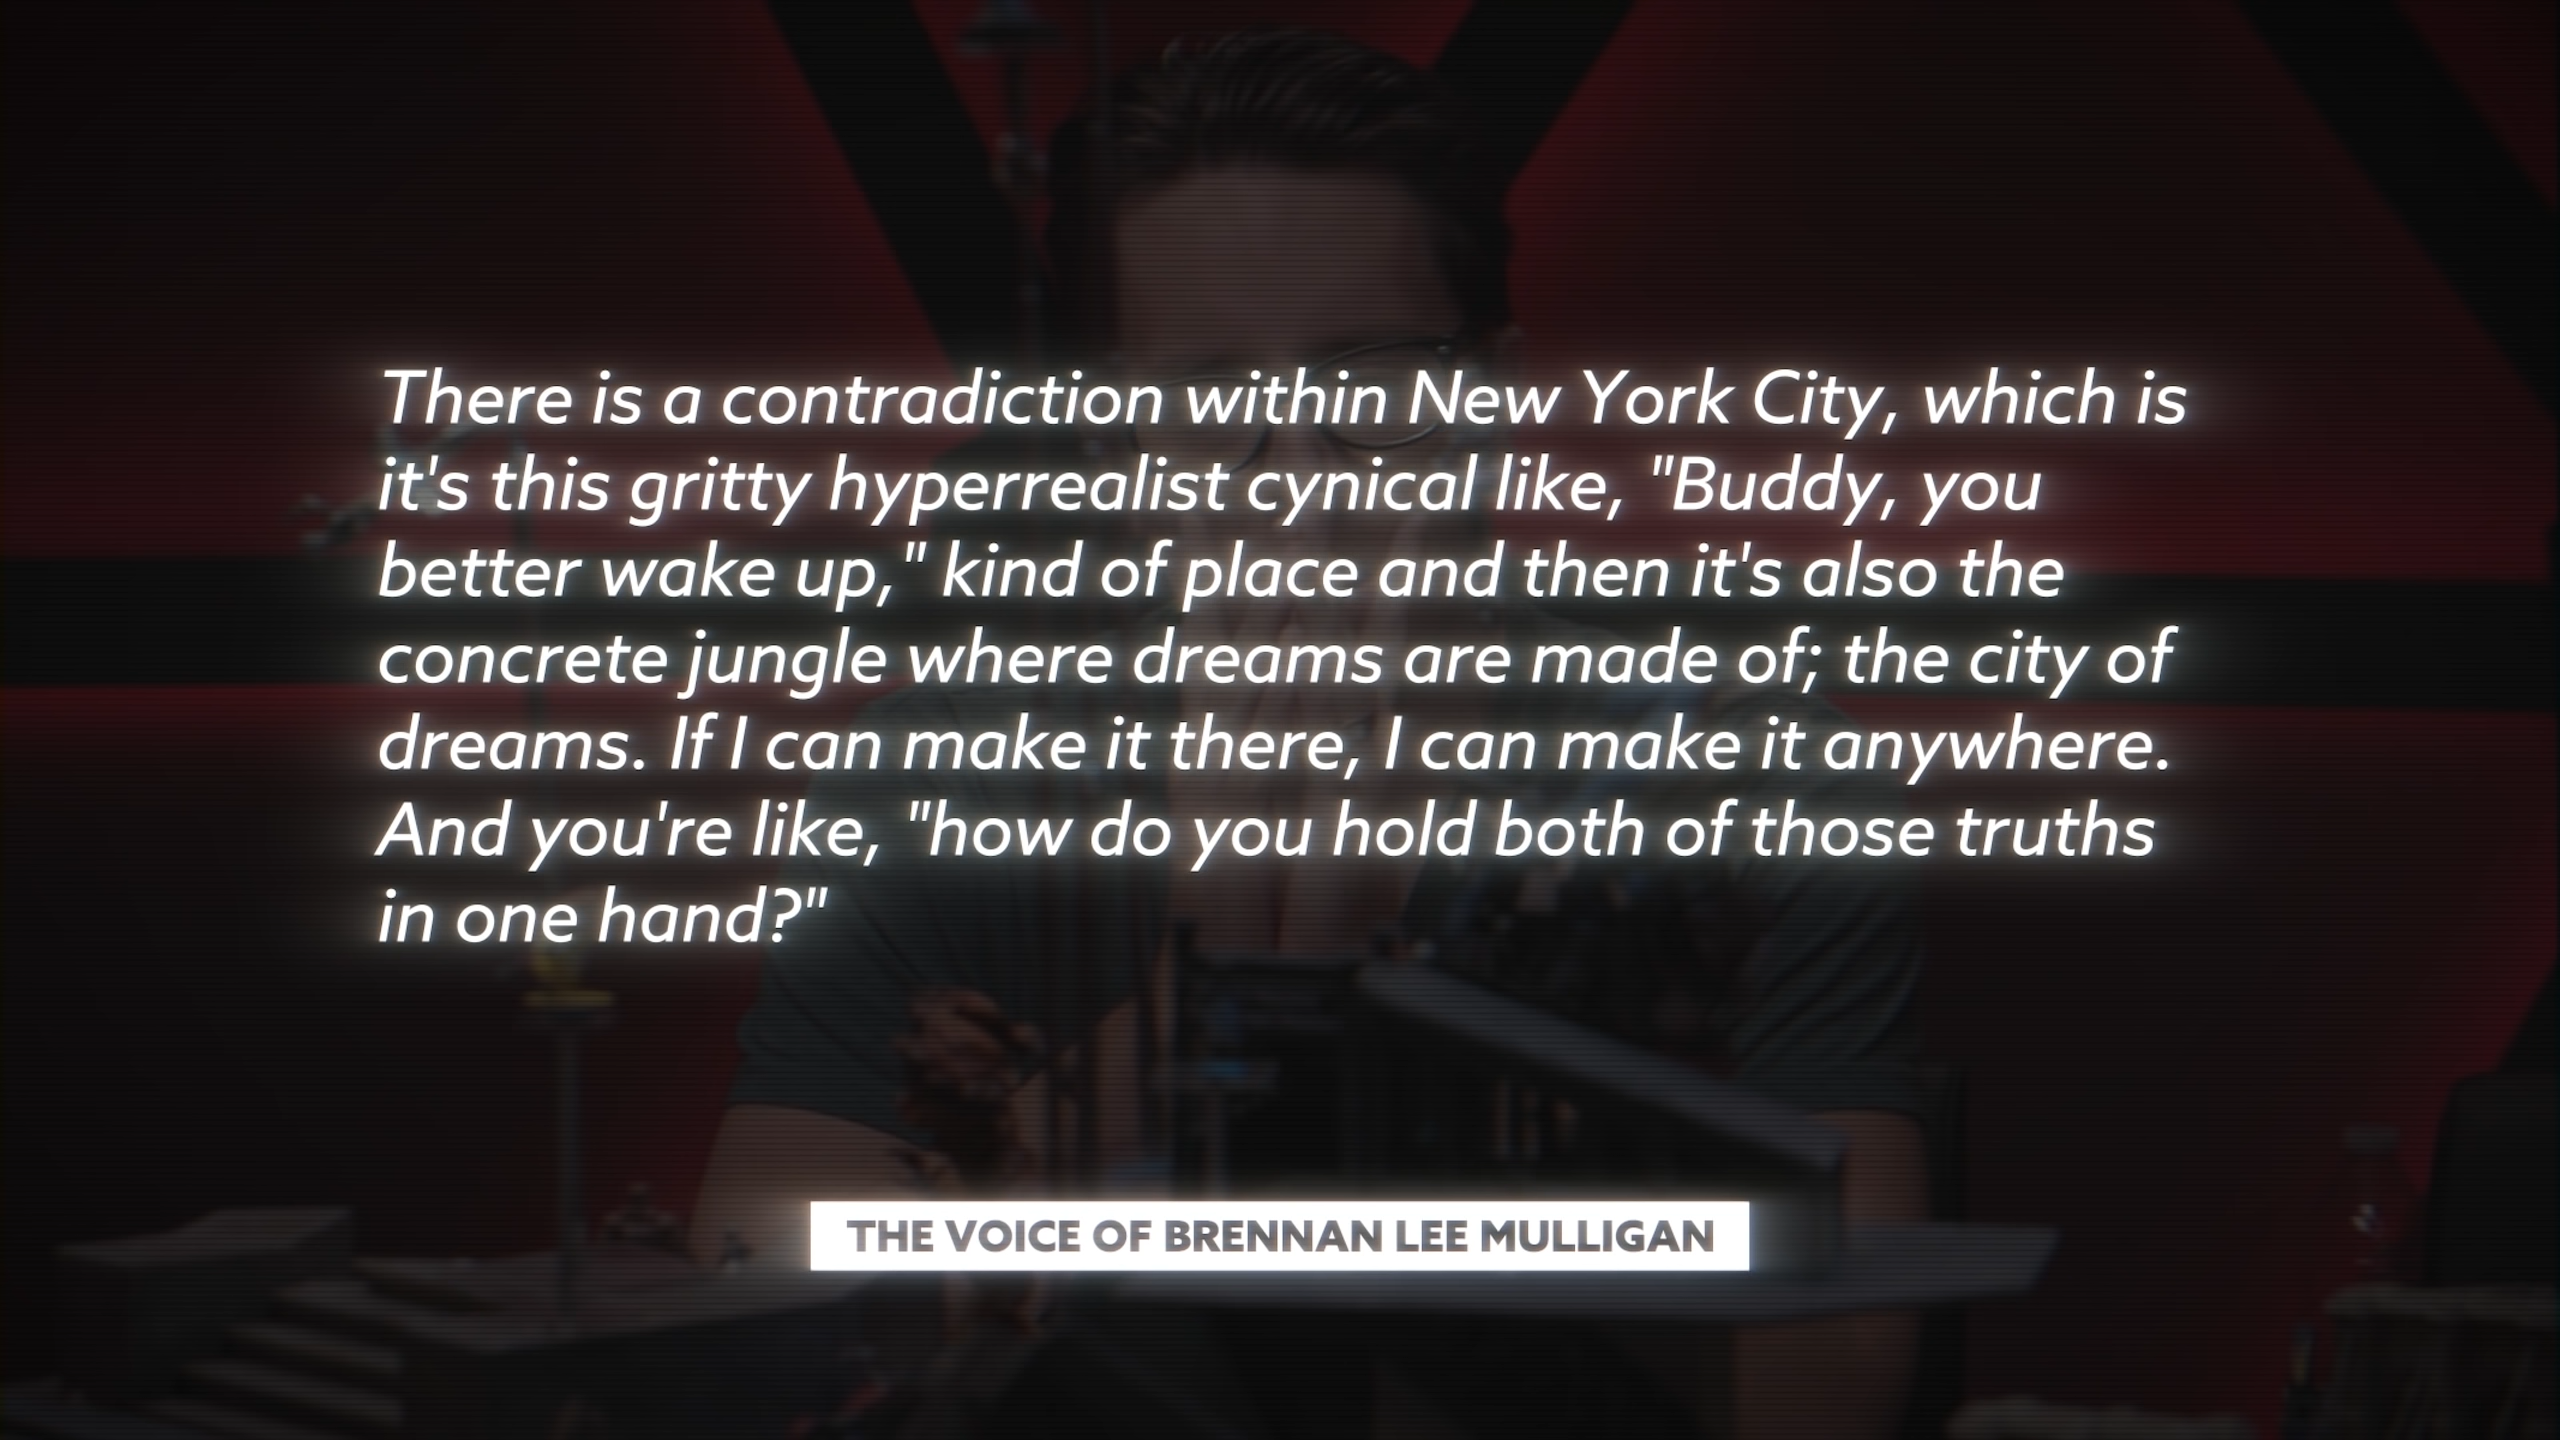 There is a contradiction within New York City, which is
it's this gritty hyperrealist cynical like, "Buddy, you
better wake up," kind of place and then it's also the
concrete jungle where dreams are made of; the city of
dreams. If I can make it there, I can make it anywhere.
And you're like, "how do you hold both of those truths
in one hand?"
THE VOICE OF BRENNAN LEE MULLIGAN